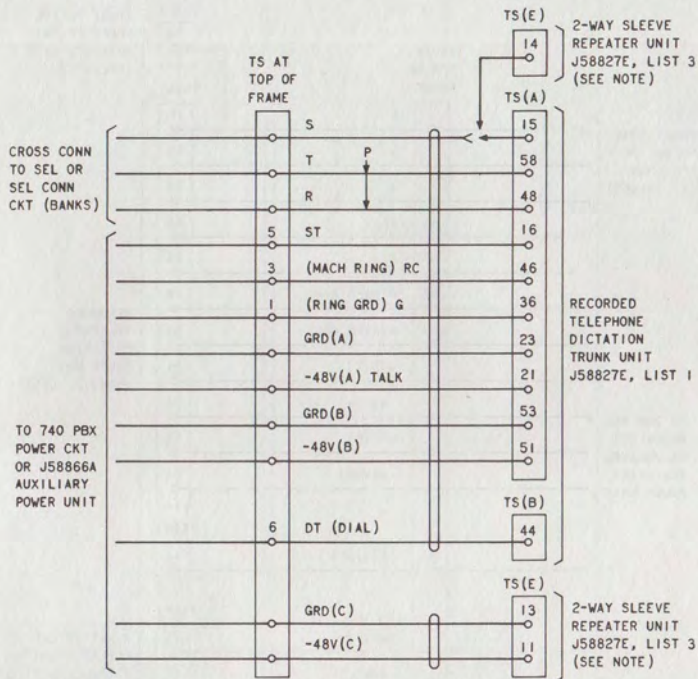 TS(E)
14
2-WAY SLEEVE
REPEATER UNIT
J58827E, LIST 3
(SEE NOTE)
TS AT
TOP OF
FRAME
TS(A)
CROSS CONN
TO SEL OR
SEL CONN
CKT (BANKS)
S
15
T
P
58
R
48
5
ST
16
3
(MACH RING) RC
46
1
(RING GRD) G
36
GRD(A)
23
-48V(A) TALK
21
GRD(B)
53
-48V(B)
51
RECORDED
TELEPHONE
DICTATION
TRUNK UNIT
J58827E, LIST 1
TO 740 PBX
POWER CKT
OR J58866A
AUXILIARY
POWER UNIT
TS(B)
6
DT (DIAL)
44
TS(E)
GRD(C)
13
-48V(C)
11
2-WAY SLEEVE
REPEATER UNIT
J58827E, LIST 3
(SEE NOTE)